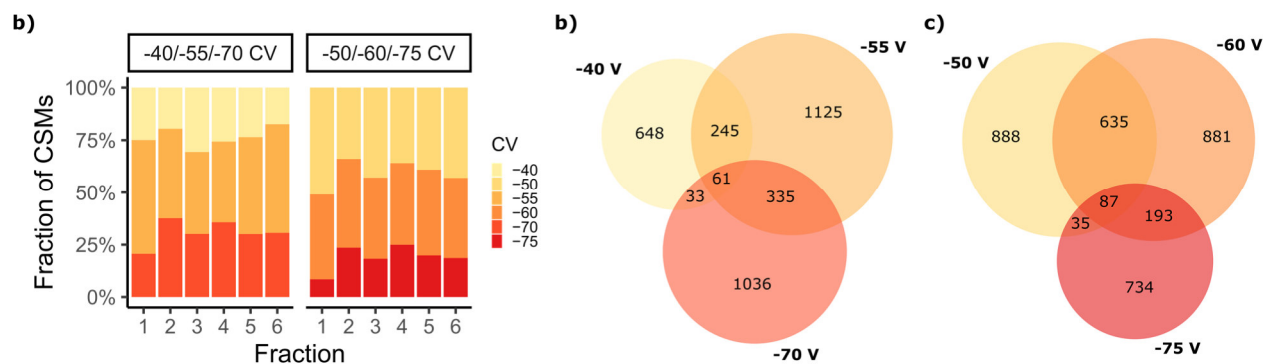 b)
-40/-55/-70 CV
-50/-60/-75 CV
Fraction of CSMs
100%
75%
50%
25%
0%
1 2 3 4 5 6
1 2 3 4 5 6
Fraction
CV
−40
−50
−55
−60
−70
−75
b)
-40 V
-55 V
648
245
1125
61
33
335
1036
-70 V
c)
-50 V
-60 V
888
635
881
87
35
193
734
-75 V